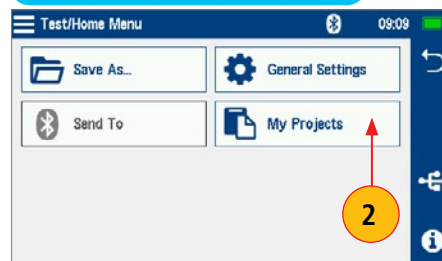 Test/Home Menu 09:09
Save As... General Settings
Send To My Projects
2